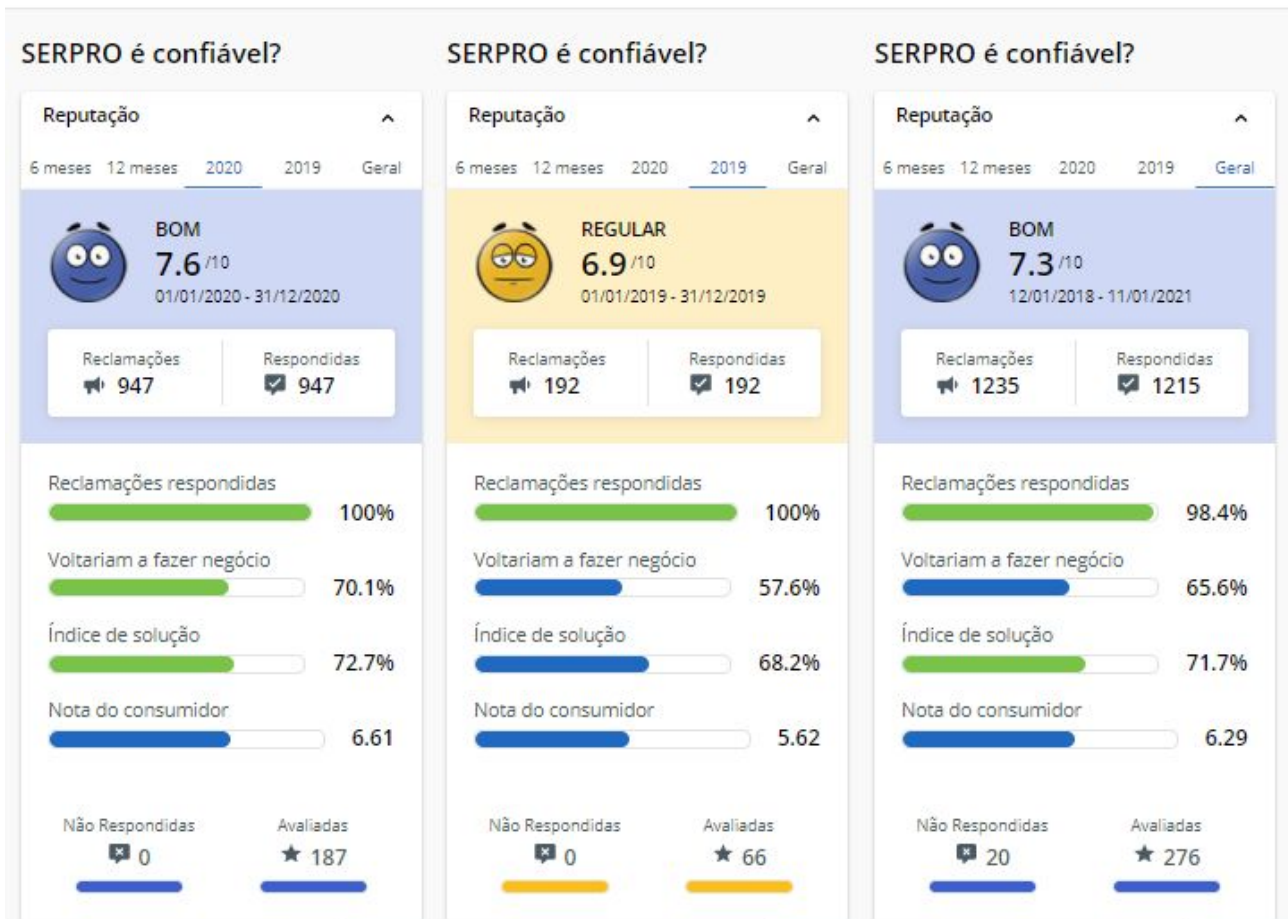 SERPRO é confiável?
Reputação
6 meses 12 meses 2020 2019 Geral
BOM
7.6 /10
01/01/2020 - 31/12/2020
Reclamações Respondidas
947 947
Reclamações respondidas
100%
Voltariam a fazer negócio
70.1%
Índice de solução
72.7%
Nota do consumidor
6.61
Não Respondidas Avaliadas
0 187
SERPRO é confiável?
Reputação
6 meses 12 meses 2020 2019 Geral
REGULAR
6.9 /10
01/01/2019 - 31/12/2019
Reclamações Respondidas
192 192
Reclamações respondidas
100%
Voltariam a fazer negócio
57.6%
Índice de solução
68.2%
Nota do consumidor
5.62
Não Respondidas Avaliadas
0 66
SERPRO é confiável?
Reputação
6 meses 12 meses 2020 2019 Geral
BOM
7.3 /10
12/01/2018 - 11/01/2021
Reclamações Respondidas
1235 1215
Reclamações respondidas
98.4%
Voltariam a fazer negócio
65.6%
Índice de solução
71.7%
Nota do consumidor
6.29
Não Respondidas Avaliadas
20 276